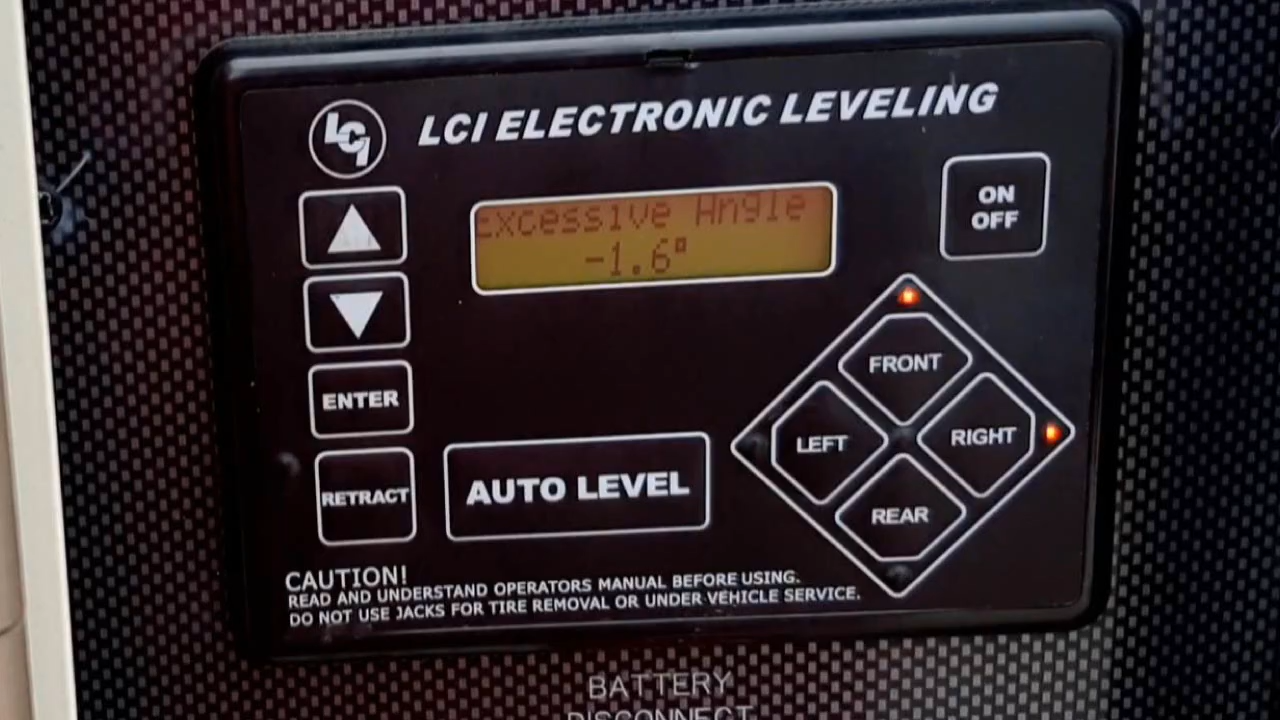 LCI
LCI ELECTRONIC LEVELING
ON
OFF
Excessive Angle
-1.6°
FRONT
LEFT
RIGHT
REAR
ENTER
RETRACT
AUTO LEVEL
CAUTION!
READ AND UNDERSTAND OPERATORS MANUAL BEFORE USING.
DO NOT USE JACKS FOR TIRE REMOVAL OR UNDER VEHICLE SERVICE.
BATTERY
DISCONNECT